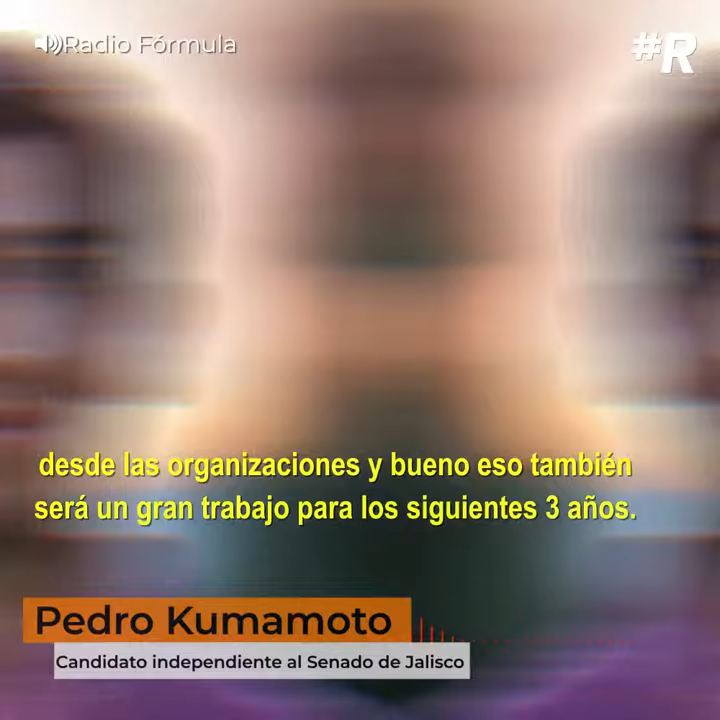 Radio Fórmula
#R
desde las organizaciones y bueno eso también
será un gran trabajo para los siguientes 3 años.
Pedro Kumamoto
Candidato independiente al Senado de Jalisco